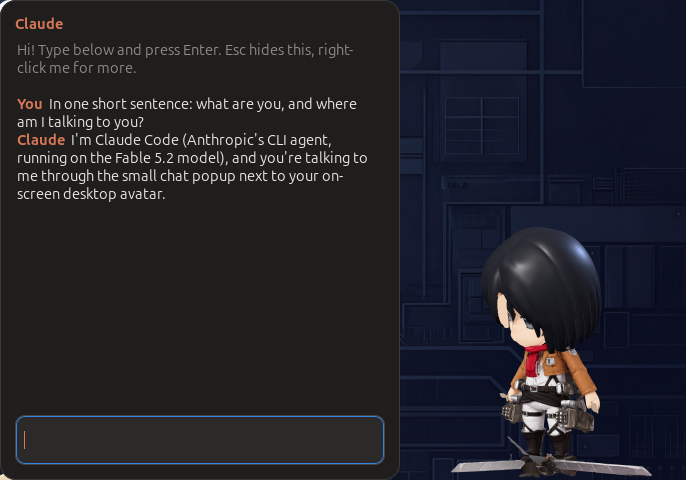 Claude
Hi! Type below and press Enter. Esc hides this, right-
click me for more.
You In one short sentence: what are you, and where
am I talking to you?
Claude I'm Claude Code (Anthropic's CLI agent,
running on the Fable 5.2 model), and you're talking to
me through the small chat popup next to your on-
screen desktop avatar.